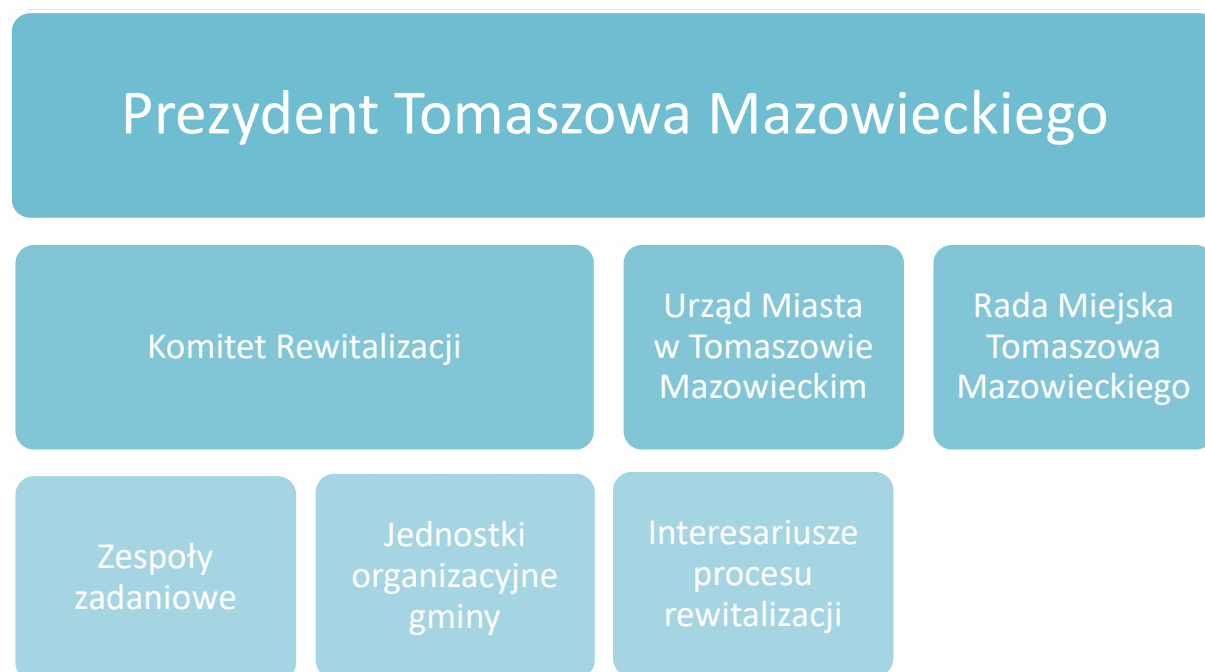 Prezydent Tomaszowa Mazowieckiego
Komitet Rewitalizacji
Urząd Miasta
w Tomaszowie
Mazowieckim
Rada Miejska
Tomaszowa
Mazowieckiego
Zespoły
zadaniowe
Jednostki
organizacyjne
gminy
Interesariusze
procesu
rewitalizacji